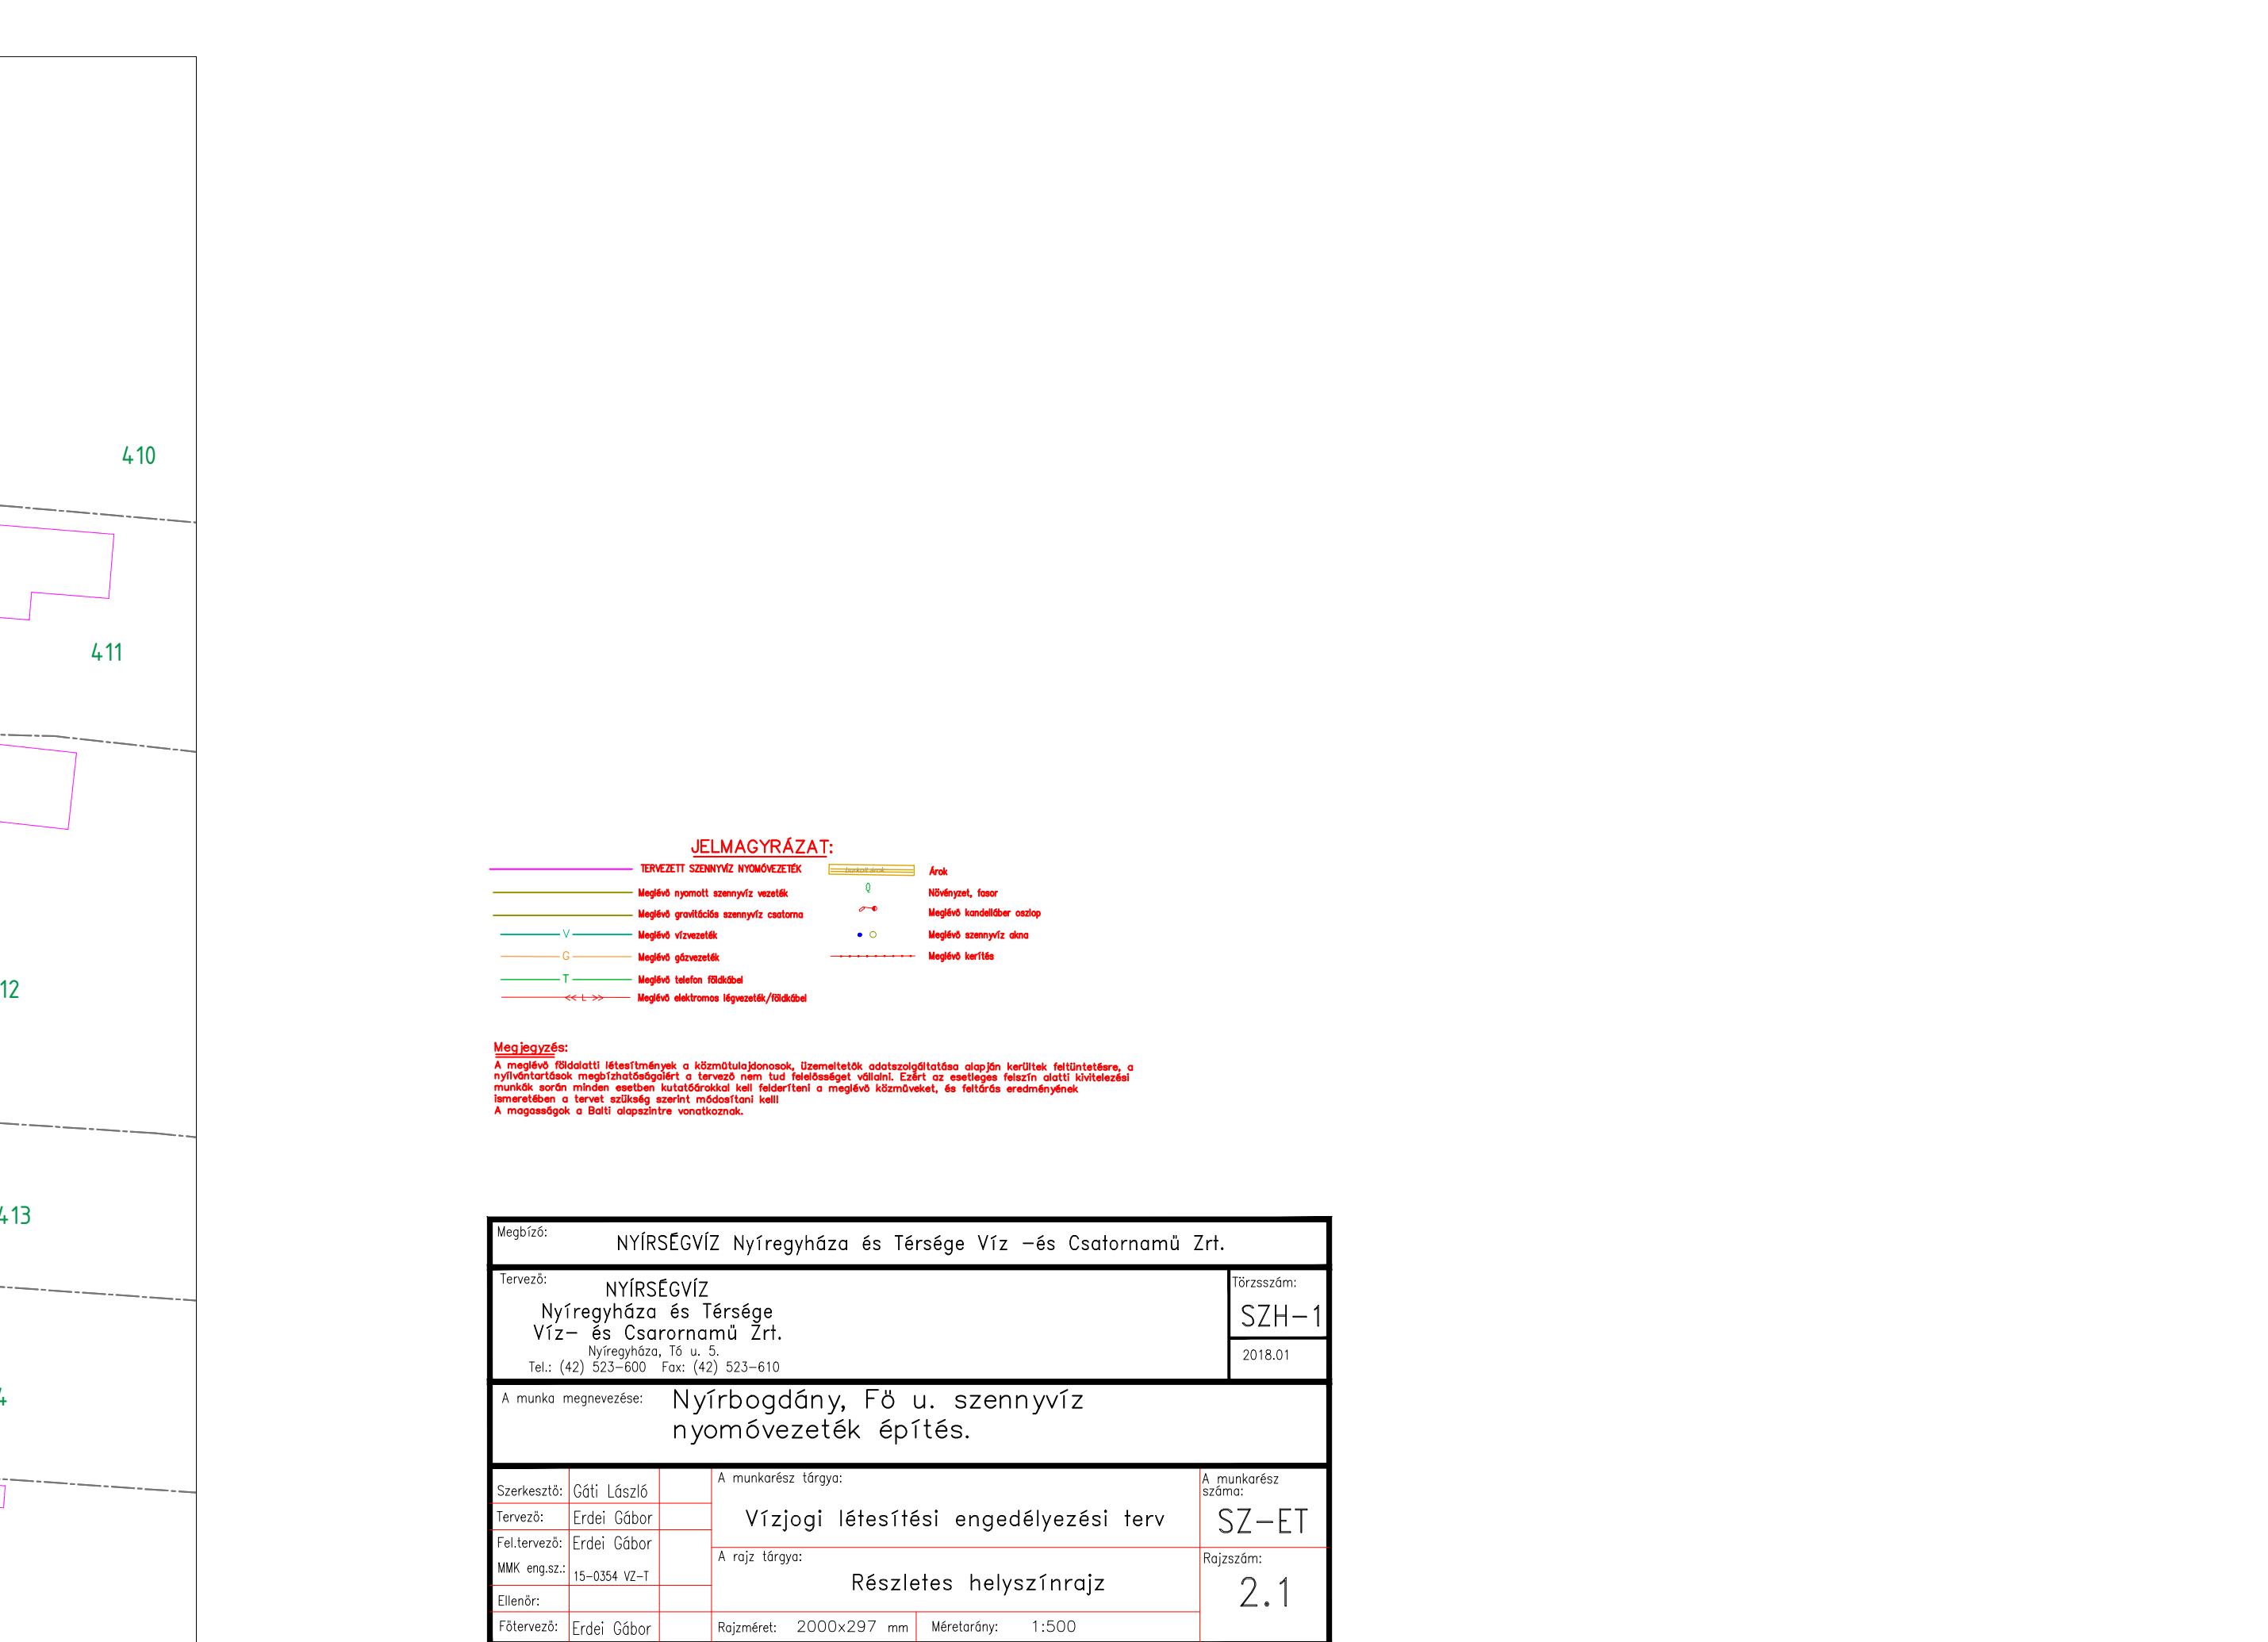 410
411
12
413
4
JELMAGYRÁZAT:
TERVEZETT SZENNYVÍZ NYOMÓVEZETÉK
Meglévő nyomott szennyvíz vezeték
Meglévő gravitációs szennyvíz csatorna
V Meglévő vízvezeték
G Meglévő gázvezeték
T Meglévő telefon földkábel
<< L >> Meglévő elektromos légvezeték/földkábel
Árok
Növényzet, fasor
Meglévő kandelláber oszlop
Meglévő szennyvíz akna
Meglévő kerítés
Megjegyzés:
A meglévő földalatti létesítmények a közműtulajdonosok, üzemeltetők adatszolgáltatása alapján kerültek feltüntetésre, a
nyílvántartások megbízhatóságaiért a tervező nem tud felelősséget vállalni. Ezért az esetleges felszín alatti kivitelezési
munkák során minden esetben kutatóárokkal kell felderíteni a meglévő közműveket, és feltárás eredményének
ismeretében a tervet szükség szerint módosítani kell!
A magasságok a Balti alapszintre vonatkoznak.
Megbízó:
NYÍRSÉGVÍZ Nyíregyháza és Térsége Víz -és Csatornamű Zrt.
Tervező:
NYÍRSÉGVÍZ
Nyíregyháza és Térsége
Víz- és Csarornamű Zrt.
Nyíregyháza, Tó u. 5.
Tel.: (42) 523-600 Fax: (42) 523-610
Törzsszám:
SZH-1
2018.01
A munka megnevezése:
Nyírbogdány, Fő u. szennyvíz
nyomóvezeték építés.
Szerkesztő: Gáti László
Tervező: Erdei Gábor
Fel.tervező: Erdei Gábor
MMK eng.sz.: 15-0354 VZ-T
Ellenőr:
Főtervező: Erdei Gábor
A munkarész tárgya:
Vízjogi létesítési engedélyezési terv
A rajz tárgya:
Részletes helyszínrajz
Rajzméret: 2000x297 mm
Méretarány: 1:500
A munkarész
száma:
SZ-ET
Rajzszám:
2.1